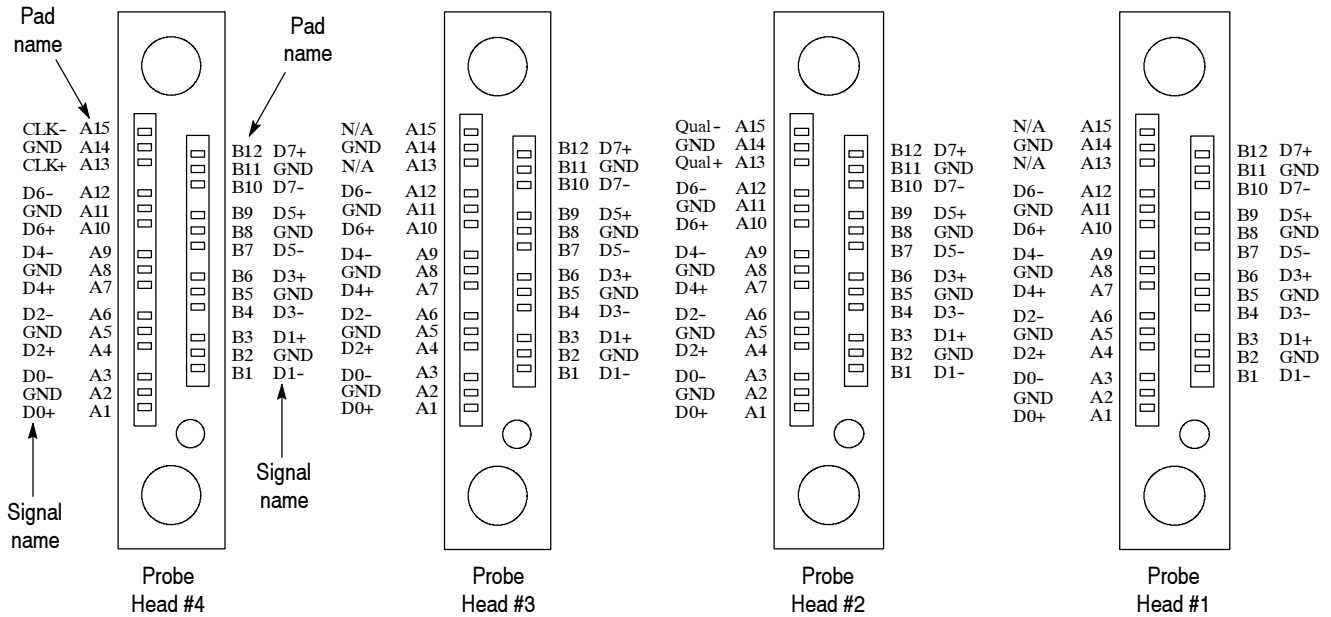 Pad
name
Pad
name
CLK- A15
GND A14
CLK+ A13
D6- A12
GND A11
D6+ A10
D4- A9
GND A8
D4+ A7
D2- A6
GND A5
D2+ A4
D0- A3
GND A2
D0+ A1
B12 D7+
B11 GND
B10 D7-
B9 D5+
B8 GND
B7 D5-
B6 D3+
B5 GND
B4 D3-
B3 D1+
B2 GND
B1 D1-
Signal
name
Signal
name
Probe
Head #4
N/A A15
GND A14
N/A A13
D6- A12
GND A11
D6+ A10
D4- A9
GND A8
D4+ A7
D2- A6
GND A5
D2+ A4
D0- A3
GND A2
D0+ A1
B12 D7+
B11 GND
B10 D7-
B9 D5+
B8 GND
B7 D5-
B6 D3+
B5 GND
B4 D3-
B3 D1+
B2 GND
B1 D1-
Probe
Head #3
Qual- A15
GND A14
Qual+ A13
D6- A12
GND A11
D6+ A10
D4- A9
GND A8
D4+ A7
D2- A6
GND A5
D2+ A4
D0- A3
GND A2
D0+ A1
B12 D7+
B11 GND
B10 D7-
B9 D5+
B8 GND
B7 D5-
B6 D3+
B5 GND
B4 D3-
B3 D1+
B2 GND
B1 D1-
Probe
Head #2
N/A A15
GND A14
N/A A13
D6- A12
GND A11
D6+ A10
D4- A9
GND A8
D4+ A7
D2- A6
GND A5
D2+ A4
D0- A3
GND A2
D0+ A1
B12 D7+
B11 GND
B10 D7-
B9 D5+
B8 GND
B7 D5-
B6 D3+
B5 GND
B4 D3-
B3 D1+
B2 GND
B1 D1-
Probe
Head #1